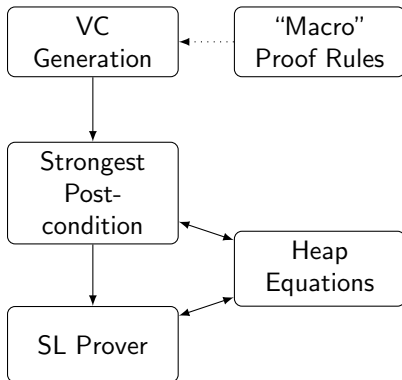 VC
Generation
“Macro”
Proof Rules
Strongest
Post-
condition
Heap
Equations
SL Prover